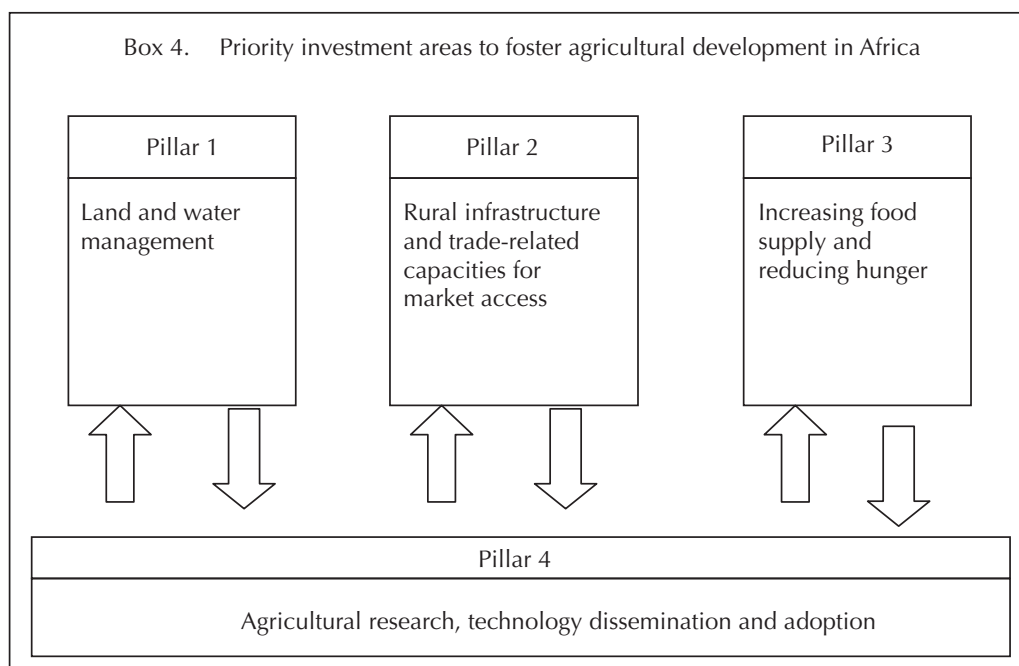 Box 4. Priority investment areas to foster agricultural development in Africa
Pillar 1
Land and water
management
Pillar 2
Rural infrastructure
and trade-related
capacities for
market access
Pillar 3
Increasing food
supply and
reducing hunger
Pillar 4
Agricultural research, technology dissemination and adoption